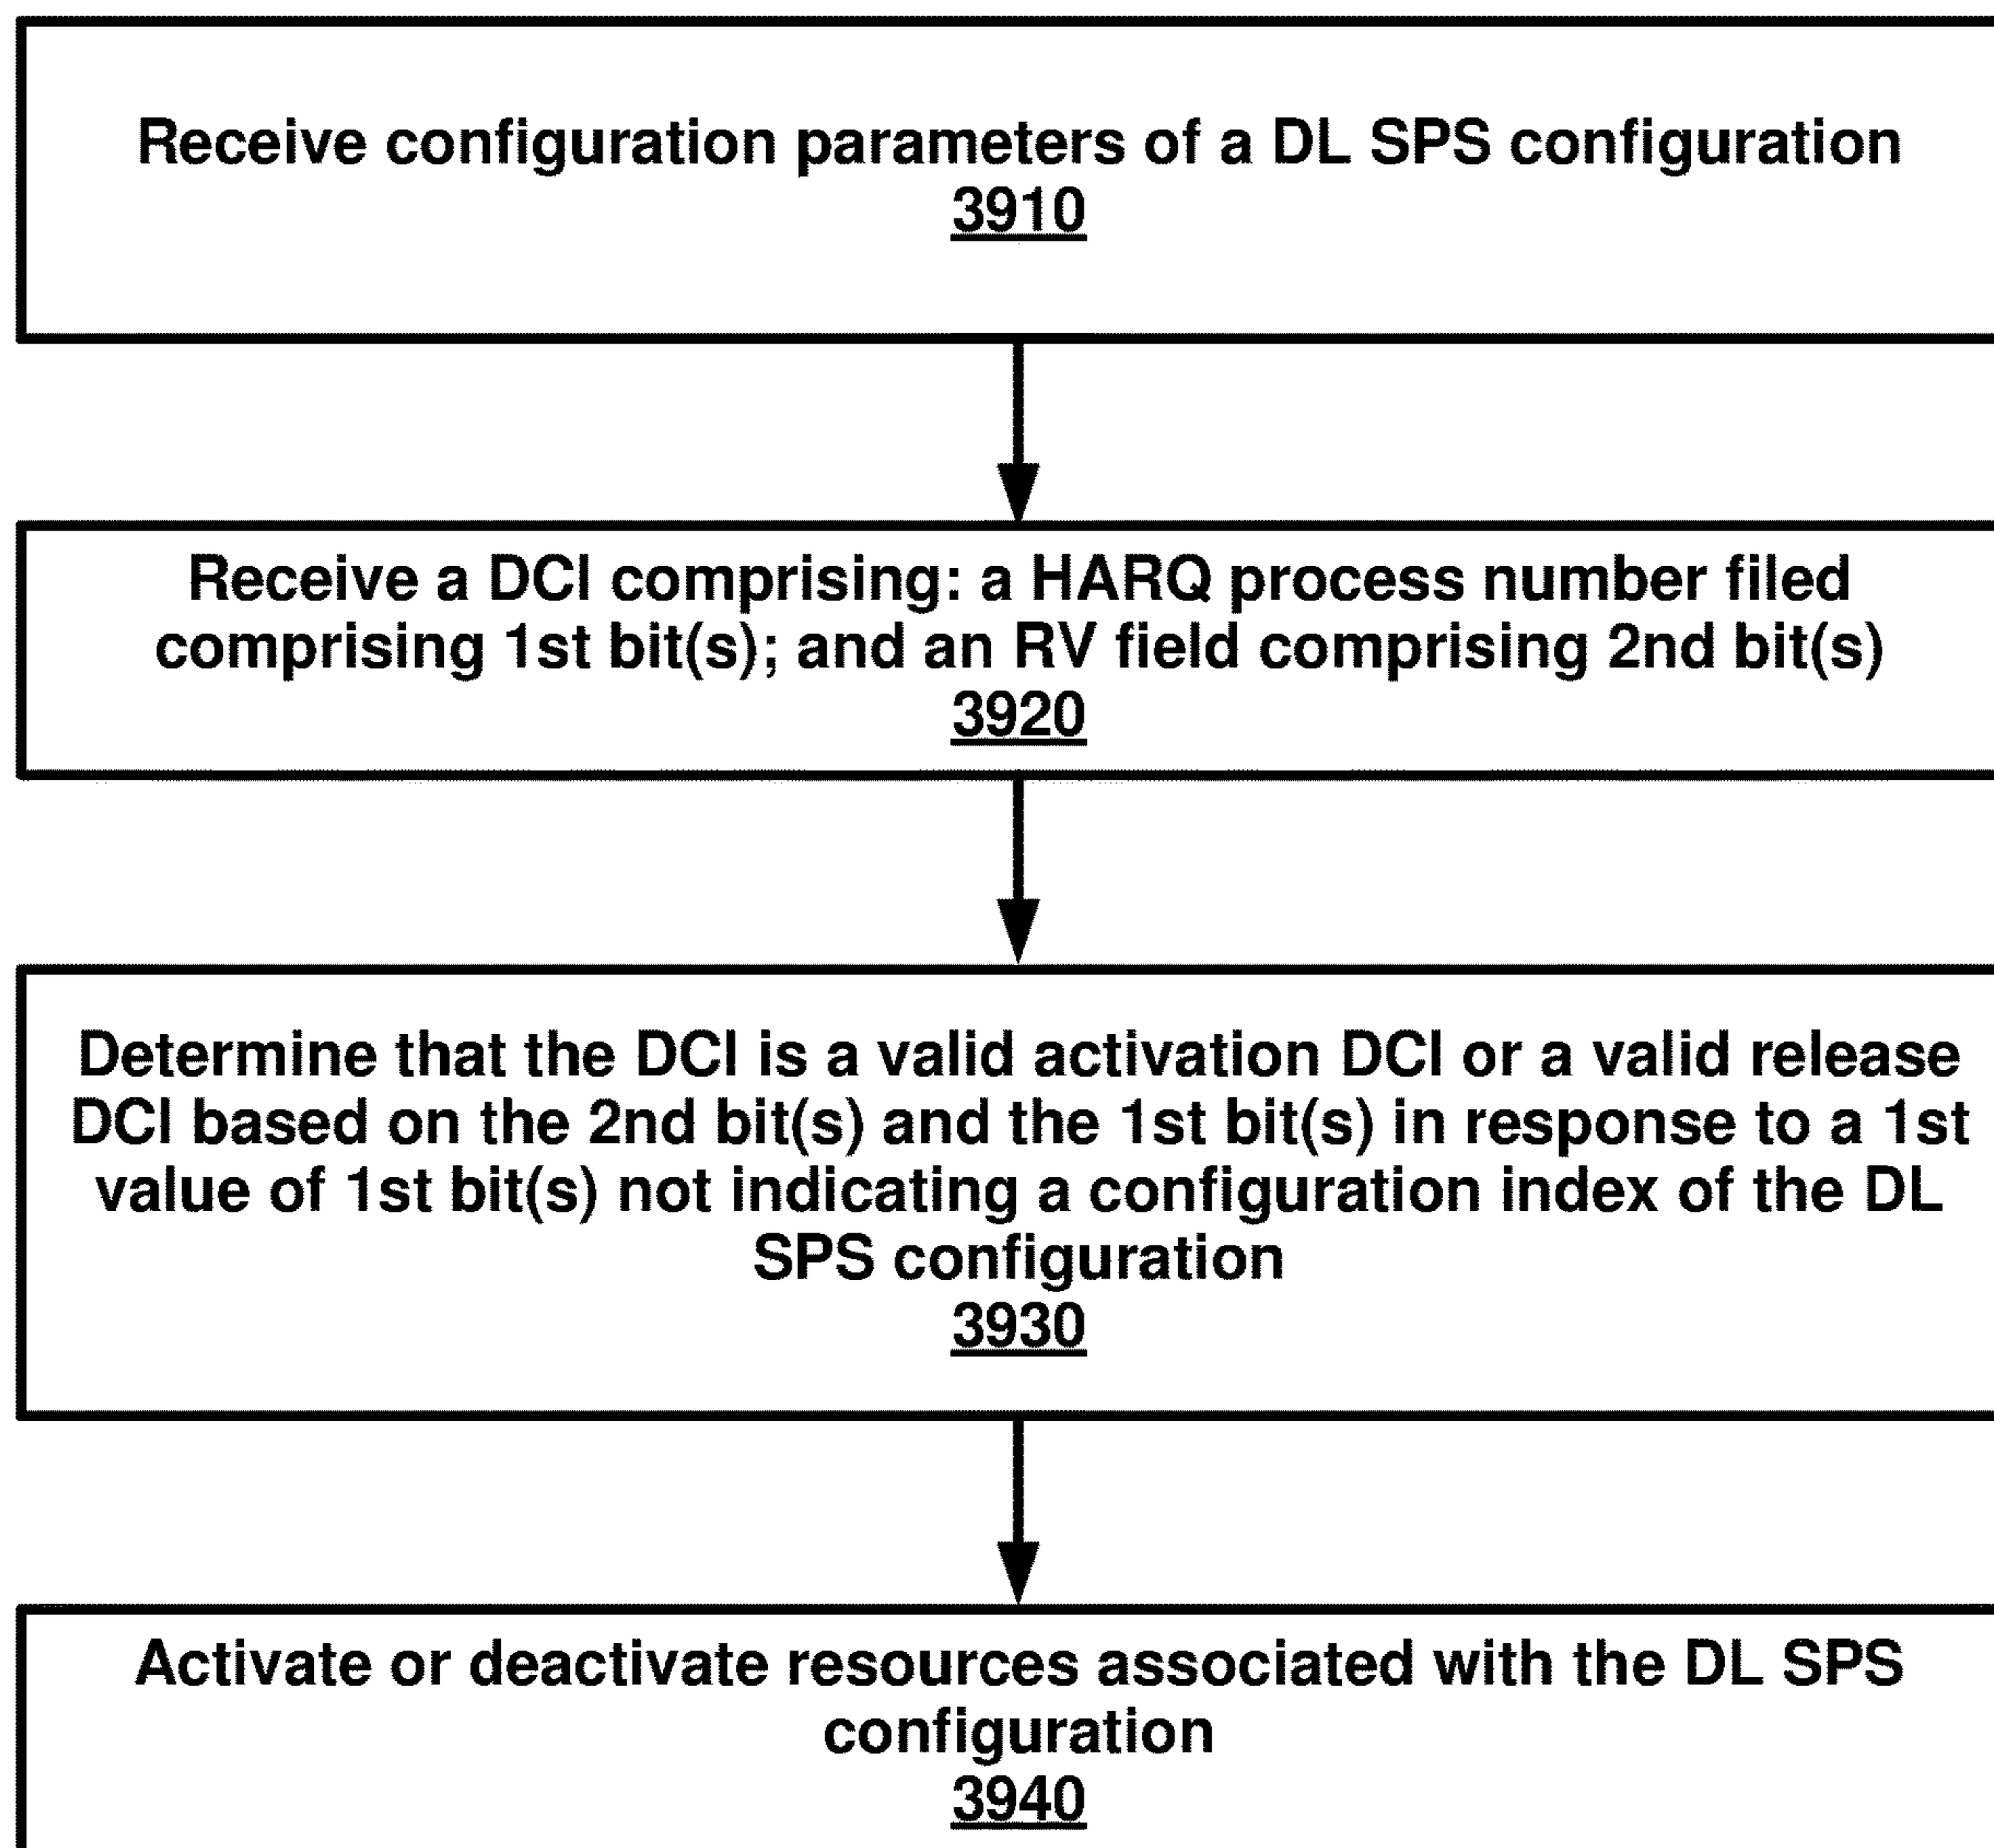 Receive configuration parameters of a DL SPS configuration
3910
Receive a DCI comprising: a HARQ process number filed
comprising 1st bit(s); and an RV field comprising 2nd bit(s)
3920
Determine that the DCI is a valid activation DCI or a valid release
DCI based on the 2nd bit(s) and the 1st bit(s) in response to a 1st
value of 1st bit(s) not indicating a configuration index of the DL
SPS configuration
3930
Activate or deactivate resources associated with the DL SPS
configuration
3940